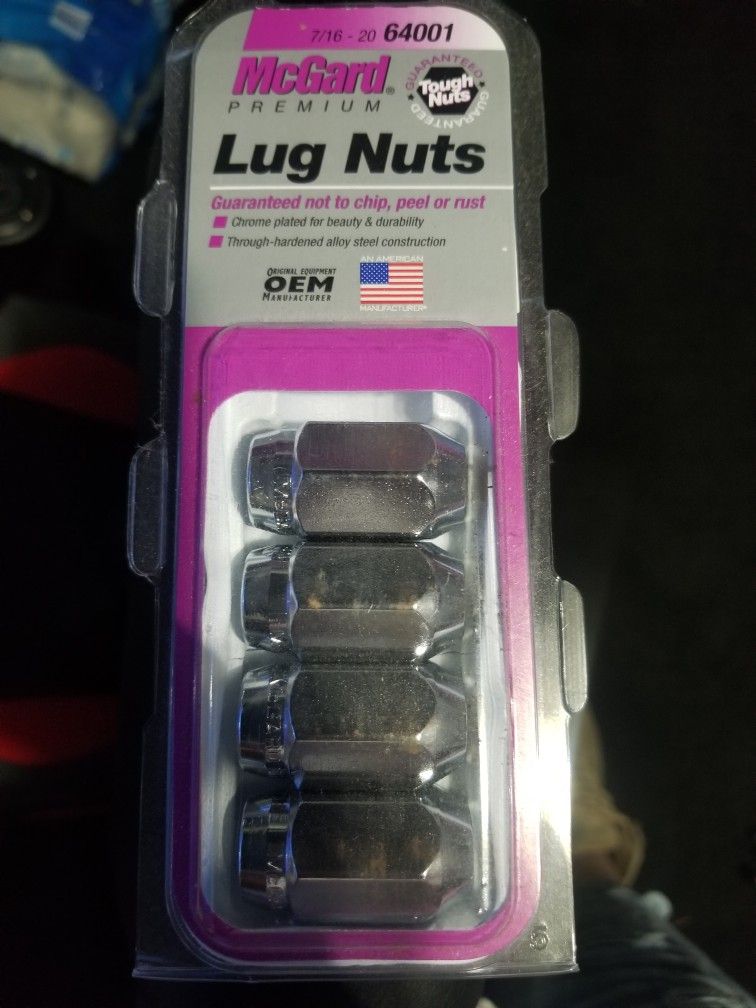 7/16 - 20 64001
McGard®
PREMIUM
GUARANTEED
Tough
Nuts
GUARANTEED
Lug Nuts
Guaranteed not to chip, peel or rust
Chrome plated for beauty & durability
Through-hardened alloy steel construction
ORIGINAL EQUIPMENT
OEM
MANUFACTURER
AN AMERICAN
MANUFACTURER®